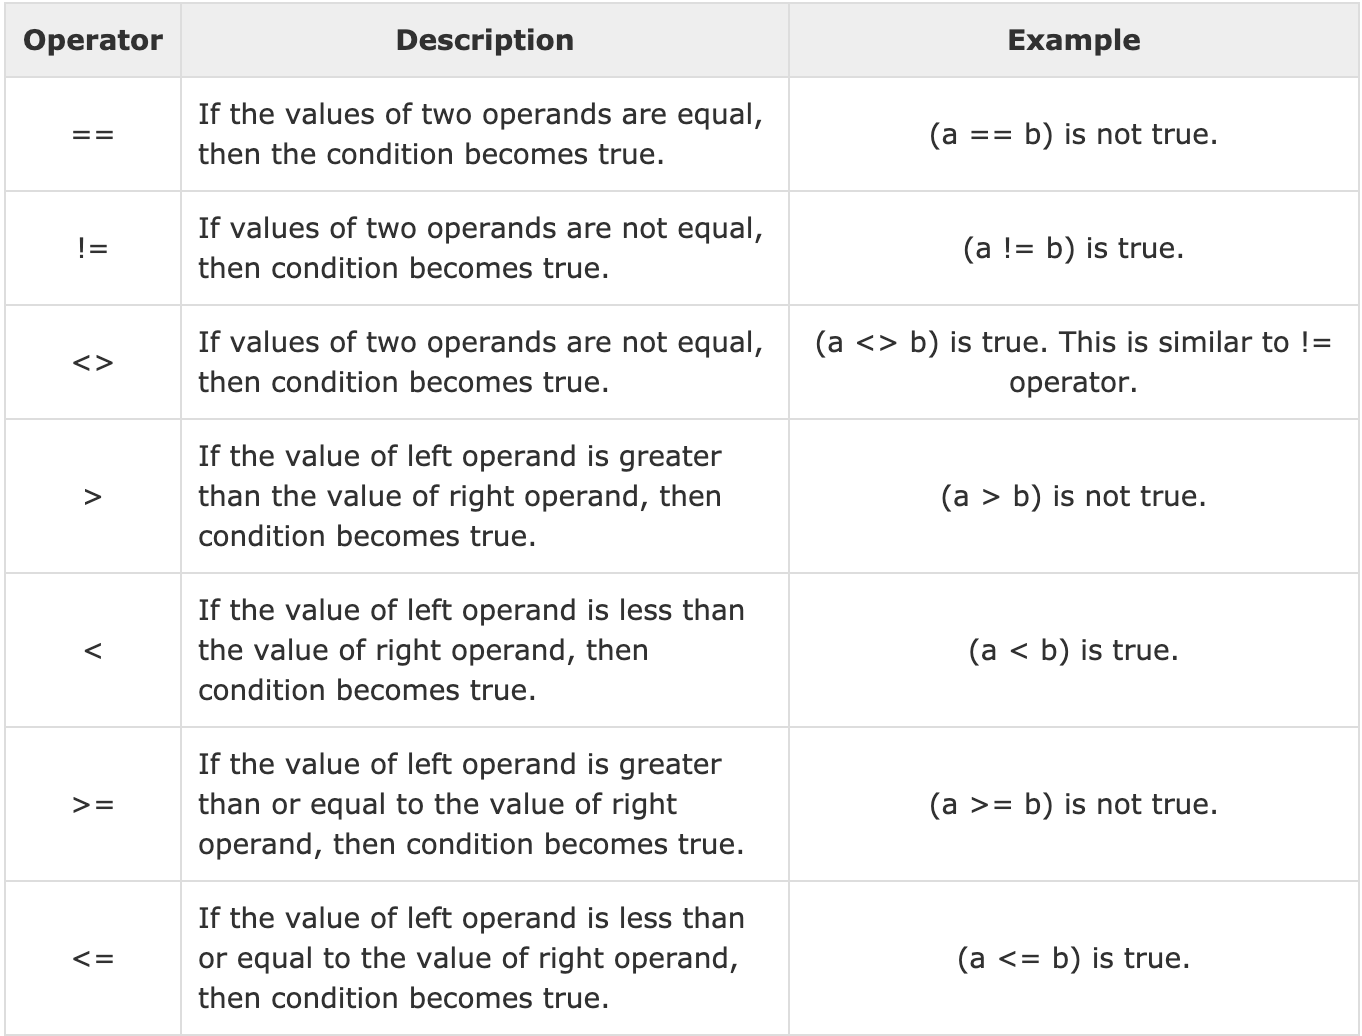 Operator Description Example
== If the values of two operands are equal,
then the condition becomes true. (a == b) is not true.
!= If values of two operands are not equal,
then condition becomes true. (a != b) is true.
<> If values of two operands are not equal,
then condition becomes true. (a <> b) is true. This is similar to !=
operator.
> If the value of left operand is greater
than the value of right operand, then
condition becomes true. (a > b) is not true.
< If the value of left operand is less than
the value of right operand, then
condition becomes true. (a < b) is true.
>= If the value of left operand is greater
than or equal to the value of right
operand, then condition becomes true. (a >= b) is not true.
<= If the value of left operand is less than
or equal to the value of right operand,
then condition becomes true. (a <= b) is true.